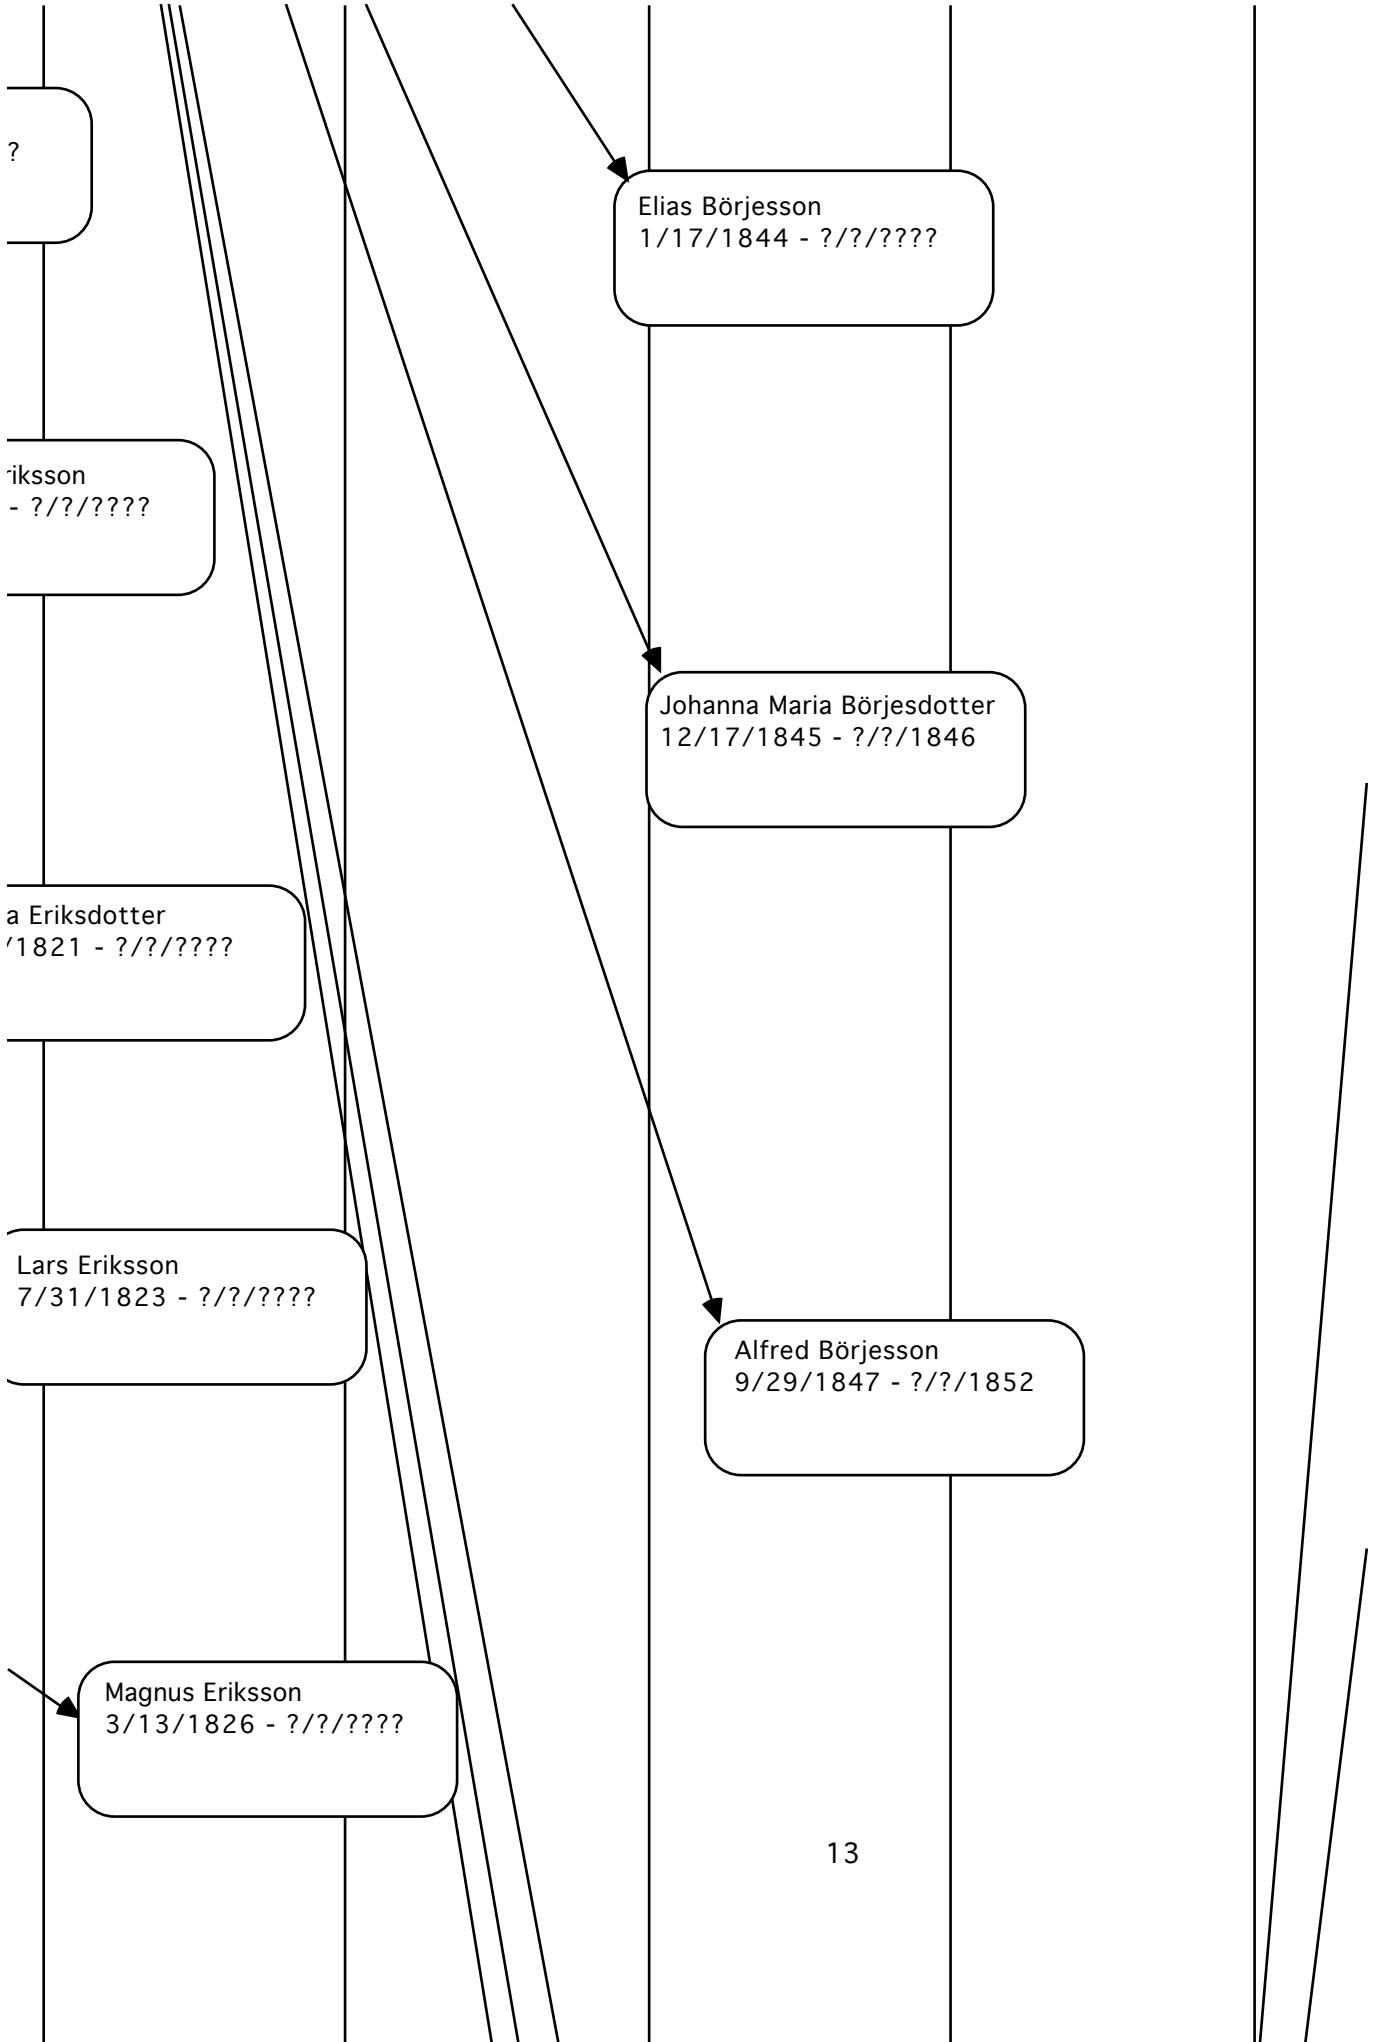 ?
Elias Börjesson
1/17/1844 - ?/?/????
riksson
- ?/?/????
Johanna Maria Börjesdotter
12/17/1845 - ?/?/1846
a Eriksdotter
/1821 - ?/?/????
Lars Eriksson
7/31/1823 - ?/?/????
Alfred Börjesson
9/29/1847 - ?/?/1852
Magnus Eriksson
3/13/1826 - ?/?/????
13